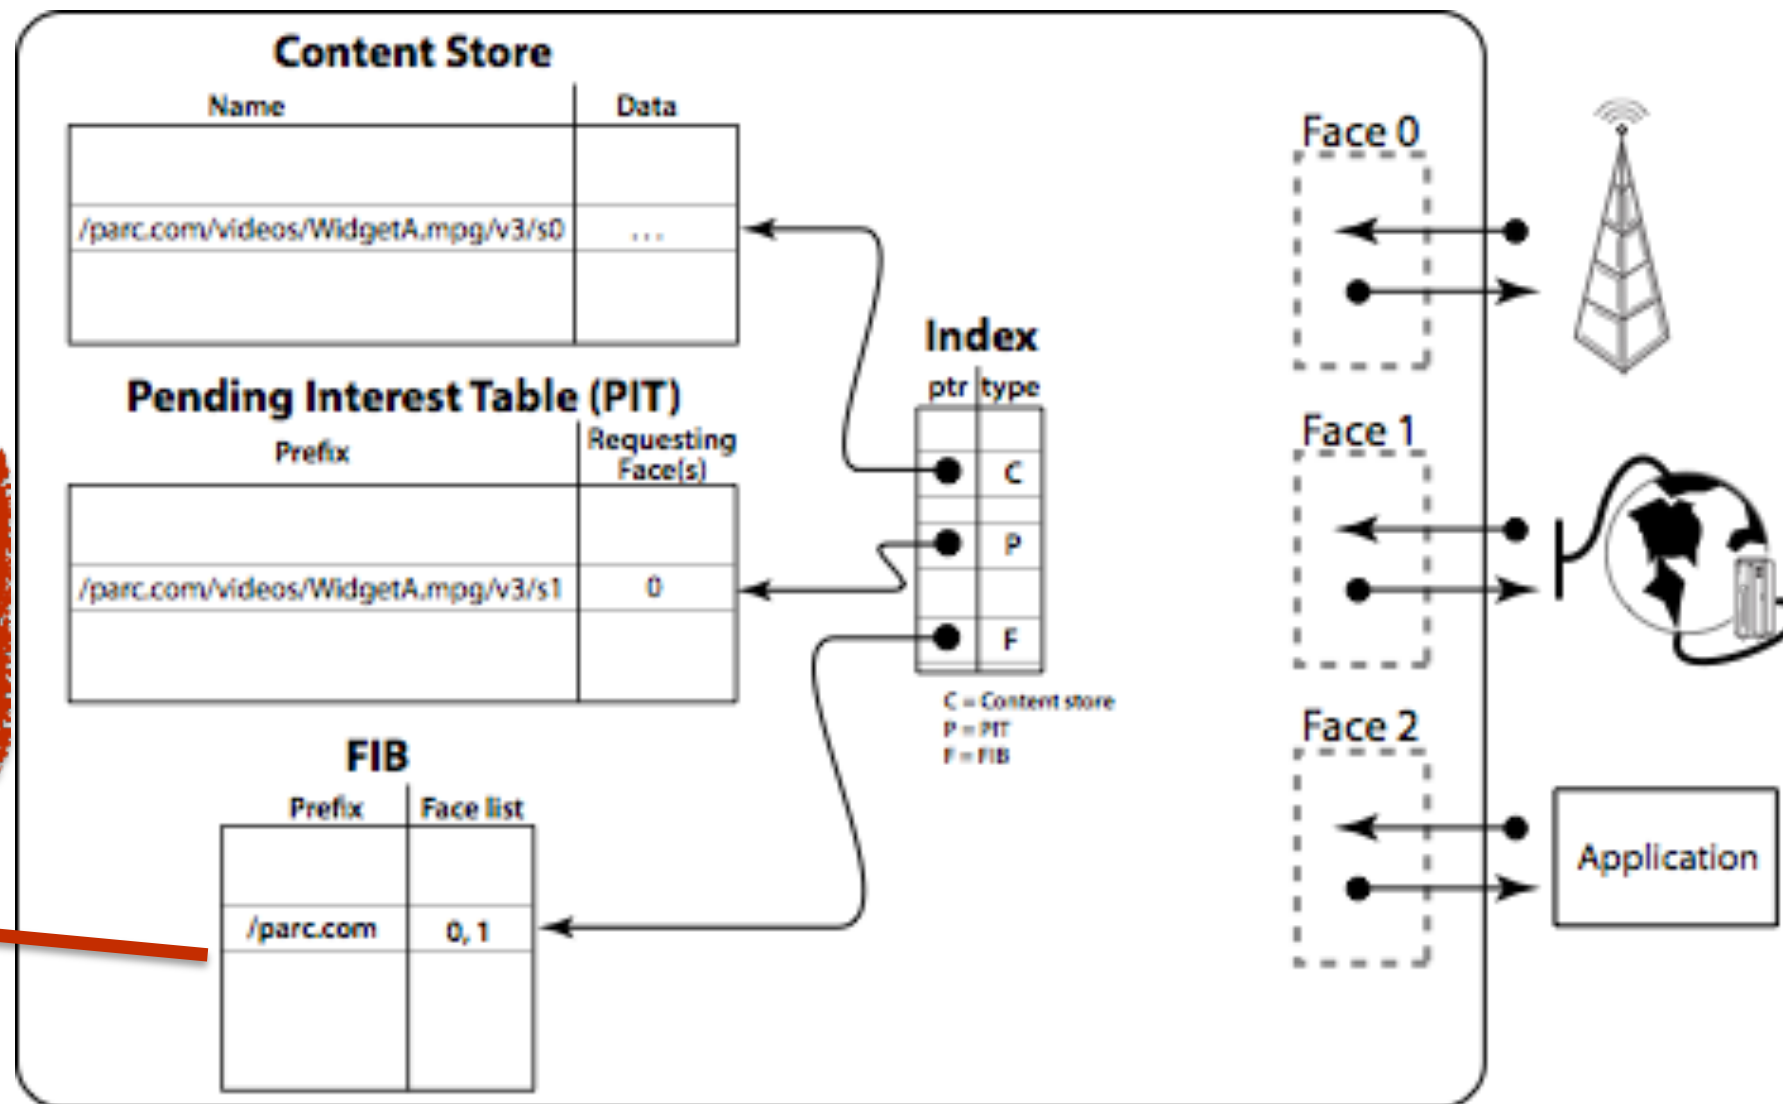 Content Store
Name Data
/parc.com/videos/WidgetA.mpg/v3/s0 ...
Pending Interest Table (PIT)
Prefix Requesting Face(s)
/parc.com/videos/WidgetA.mpg/v3/s1 0
FIB
Prefix Face list
/parc.com 0, 1
Index
ptr type
C
P
F
C = Content store
P = PIT
F = FIB
Face 0
Face 1
Face 2
Application